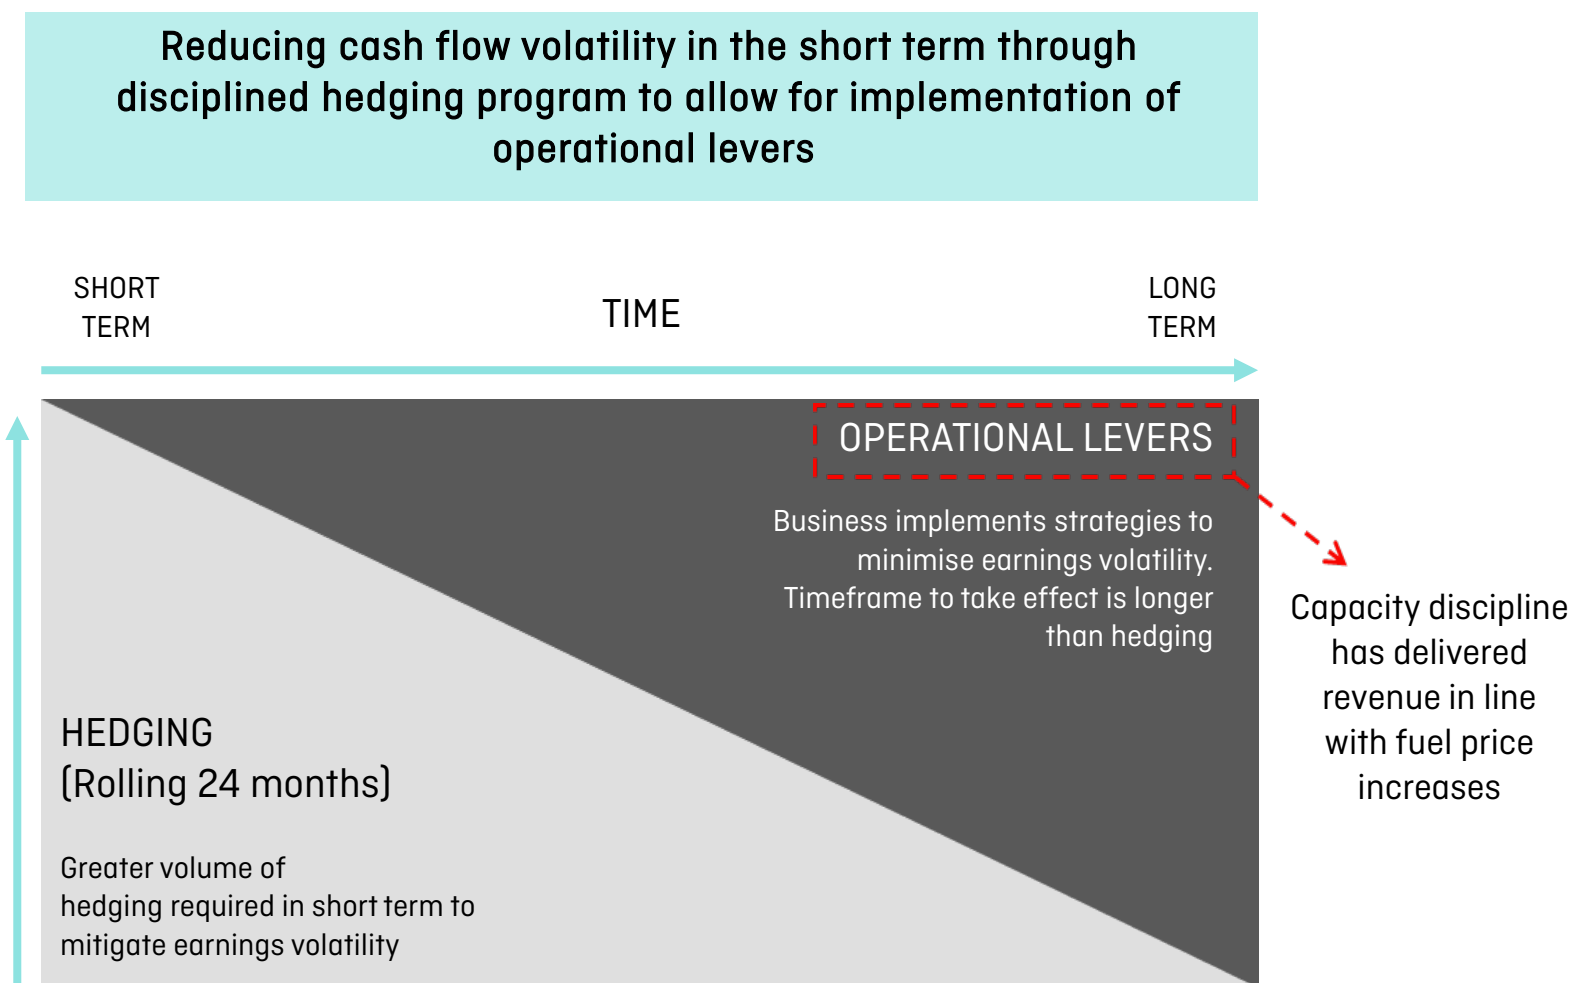 Reducing cash flow volatility in the short term through
disciplined hedging program to allow for implementation of
operational levers
SHORT
TERM
TIME
LONG
TERM
OPERATIONAL LEVERS
Business implements strategies to
minimise earnings volatility.
Timeframe to take effect is longer
than hedging
Capacity discipline
has delivered
revenue in line
with fuel price
increases
HEDGING
(Rolling 24 months)
Greater volume of
hedging required in short term to
mitigate earnings volatility